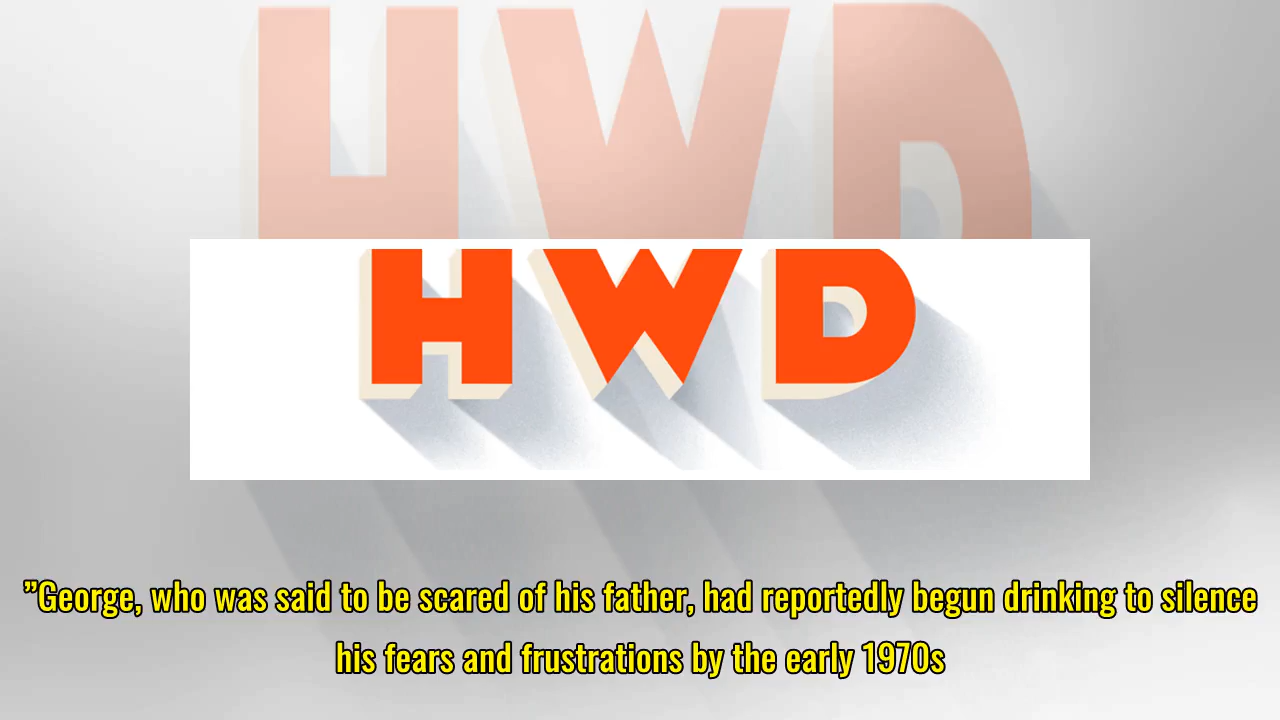 HWD
HWD
”George, who was said to be scared of his father, had reportedly begun drinking to silence
his fears and frustrations by the early 1970s